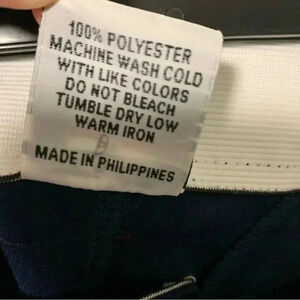 100% POLYESTER
MACHINE WASH COLD
WITH LIKE COLORS
DO NOT BLEACH
TUMBLE DRY LOW
WARM IRON
MADE IN PHILIPPINES